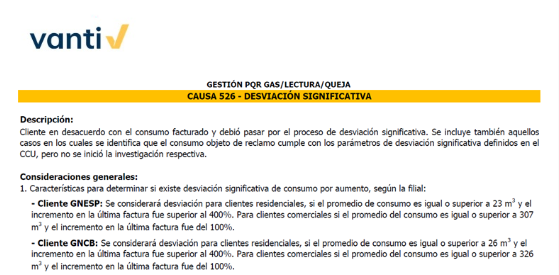 vanti
GESTIÓN PQR GAS/LECTURA/QUEJA
CAUSA 526 - DESVIACIÓN SIGNIFICATIVA
Descripción:
Cliente en desacuerdo con el consumo facturado y debió pasar por el proceso de desviación significativa. Se incluye también aquellos
casos en los cuales se identifica que el consumo objeto de reclamo cumple con los parámetros de desviación significativa definidos en el
CCU, pero no se inició la investigación respectiva.
Consideraciones generales:
1. Características para determinar si existe desviación significativa de consumo por aumento, según la filial:
- Cliente GNESP: Se considerará desviación para clientes residenciales, si el promedio de consumo es igual o superior a 23 m³ y el
incremento en la última factura fue superior al 400%. Para clientes comerciales si el promedio del consumo es igual o superior a 307
m³ y el incremento en la última factura fue del 100%.
- Cliente GNCB: Se considerará desviación para clientes residenciales, si el promedio de consumo es igual o superior a 26 m³ y el
incremento en la última factura fue superior al 400%. Para clientes comerciales si el promedio del consumo es igual o superior a 326
m³ y el incremento en la última factura fue del 100%.